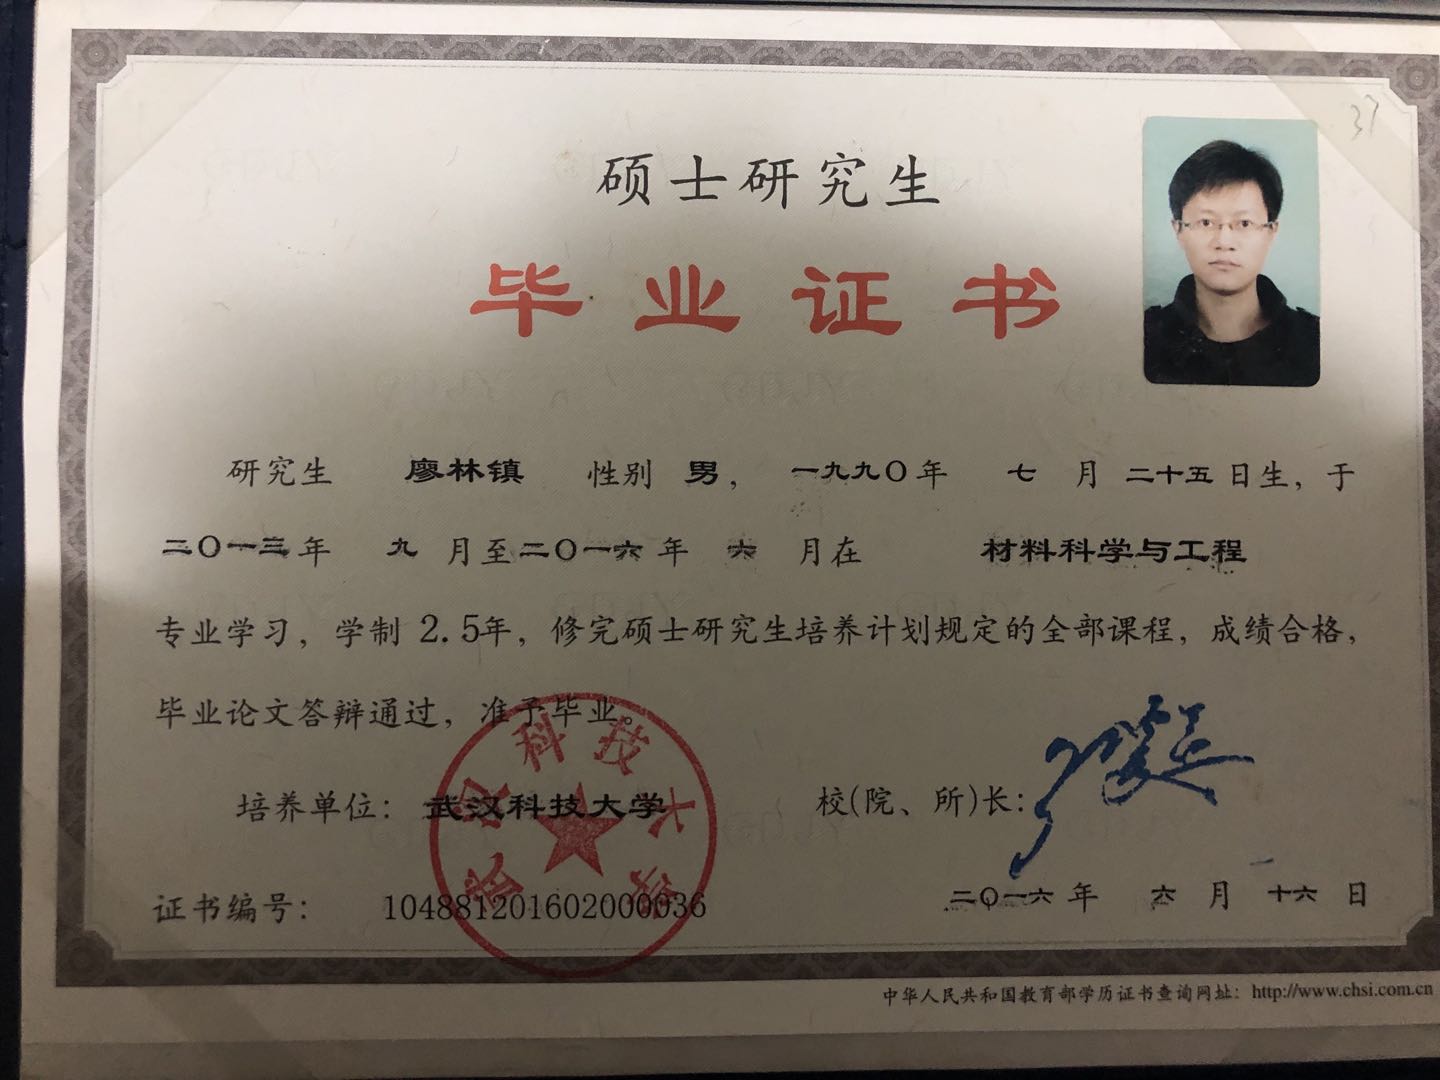 硕士研究生
毕业证书
研究生 廖林镇 性别 男， 一九九〇年 七 月 二十五 日生，于
二〇一三年 九 月至二〇一六年 六 月在 材料科学与工程
专业学习，学制 2.5年，修完硕士研究生培养计划规定的全部课程，成绩合格，
毕业论文答辩通过，准予毕业。
培养单位：武汉科技大学 校(院、所)长：
证书编号： 104881201602000036 二〇一六年 六 月 十六 日
中华人民共和国教育部学历证书查询网址：http://www.chsi.com.cn
37